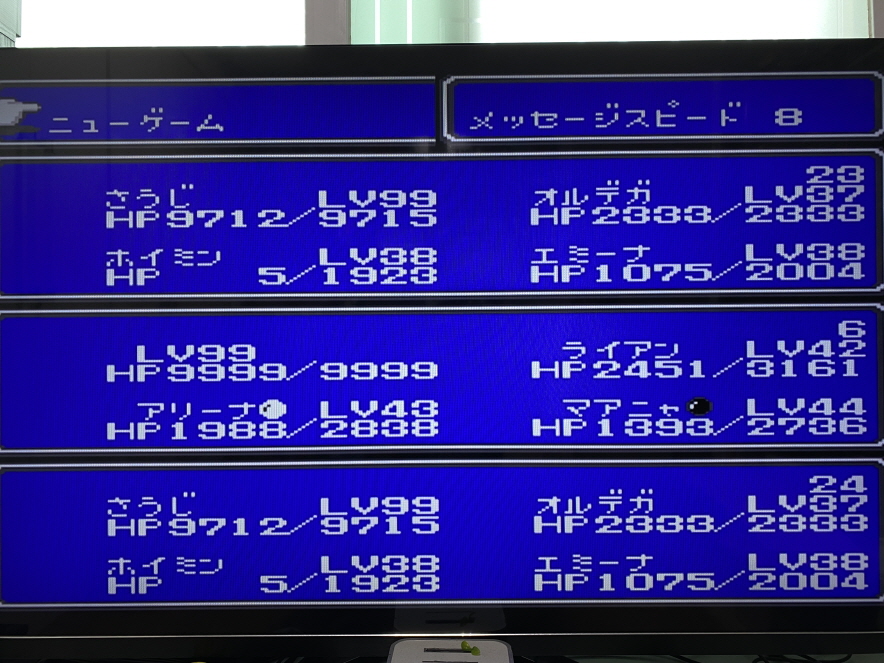 ニューゲーム
メッセージスピード 8
23
さうじ LV99 オルデガ LV37
HP9712/9715 HP2333/2333
ホイミン LV38 エミーナ LV38
HP 5/1923 HP1075/2004
6
LV99 ライアン LV42
HP9999/9999 HP2451/3161
アリーナ LV43 マアニャ LV44
HP1988/2838 HP1393/2736
24
さうじ LV99 オルデガ LV37
HP9712/9715 HP2333/2333
ホイミン LV38 エミーナ LV38
HP 5/1923 HP1075/2004